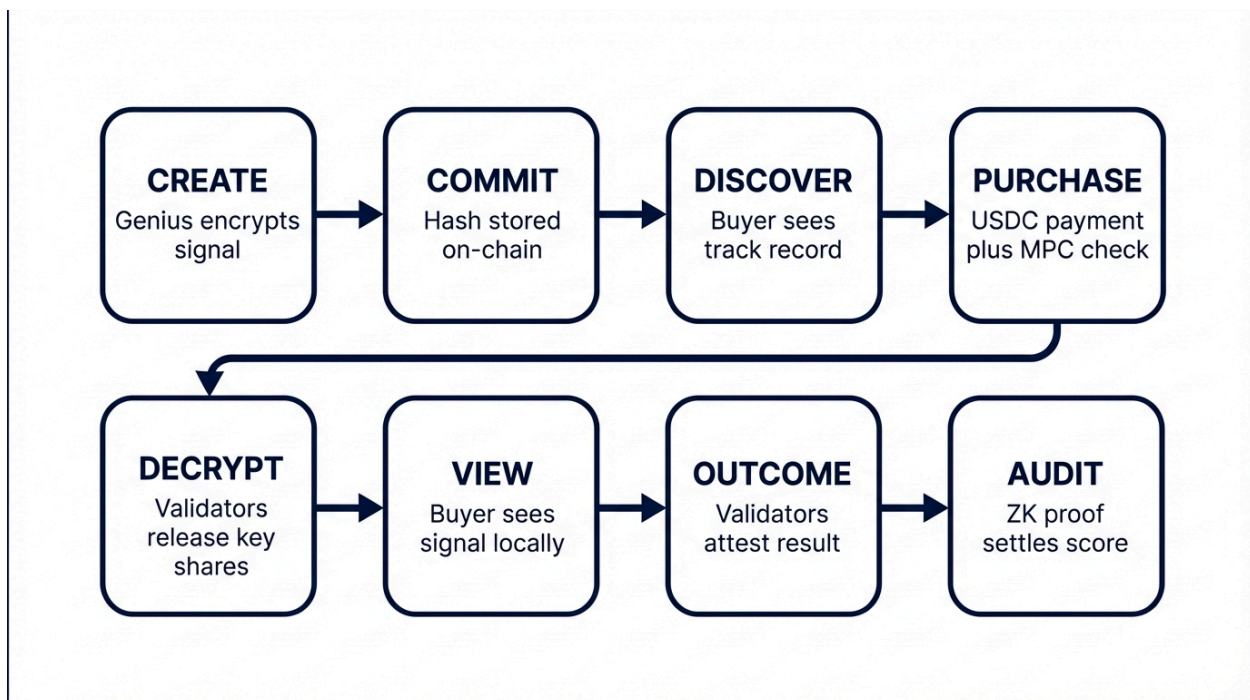 CREATE
Genius encrypts
signal
COMMIT
Hash stored
on-chain
DISCOVER
Buyer sees
track record
PURCHASE
USDC payment
plus MPC check
DECRYPT
Validators
release key
shares
VIEW
Buyer sees
signal locally
OUTCOME
Validators
attest result
AUDIT
ZK proof
settles score